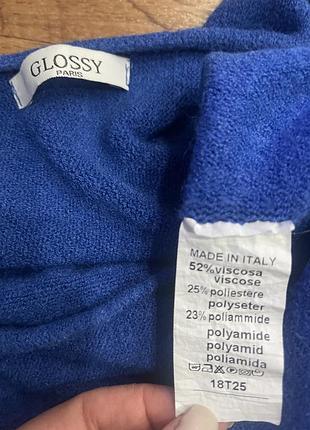 GLOSSY
PARIS
MADE IN ITALY
52%viscosa
viscose
25%poliestere
polyseter
23%poliammide
polyamide
polyamid
poliamida
18T25